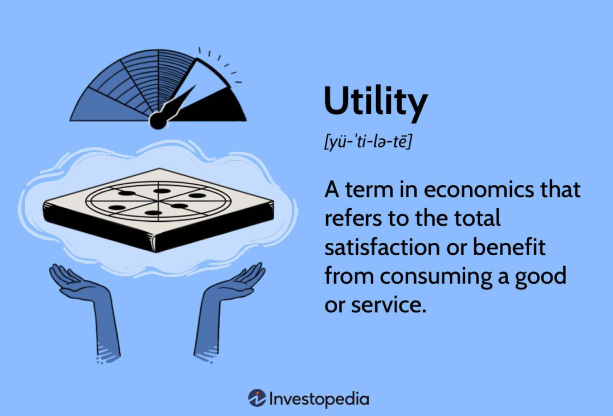 Utility
[yü-ˈti-lə-tē]
A term in economics that
refers to the total
satisfaction or benefit
from consuming a good
or service.
Investopedia